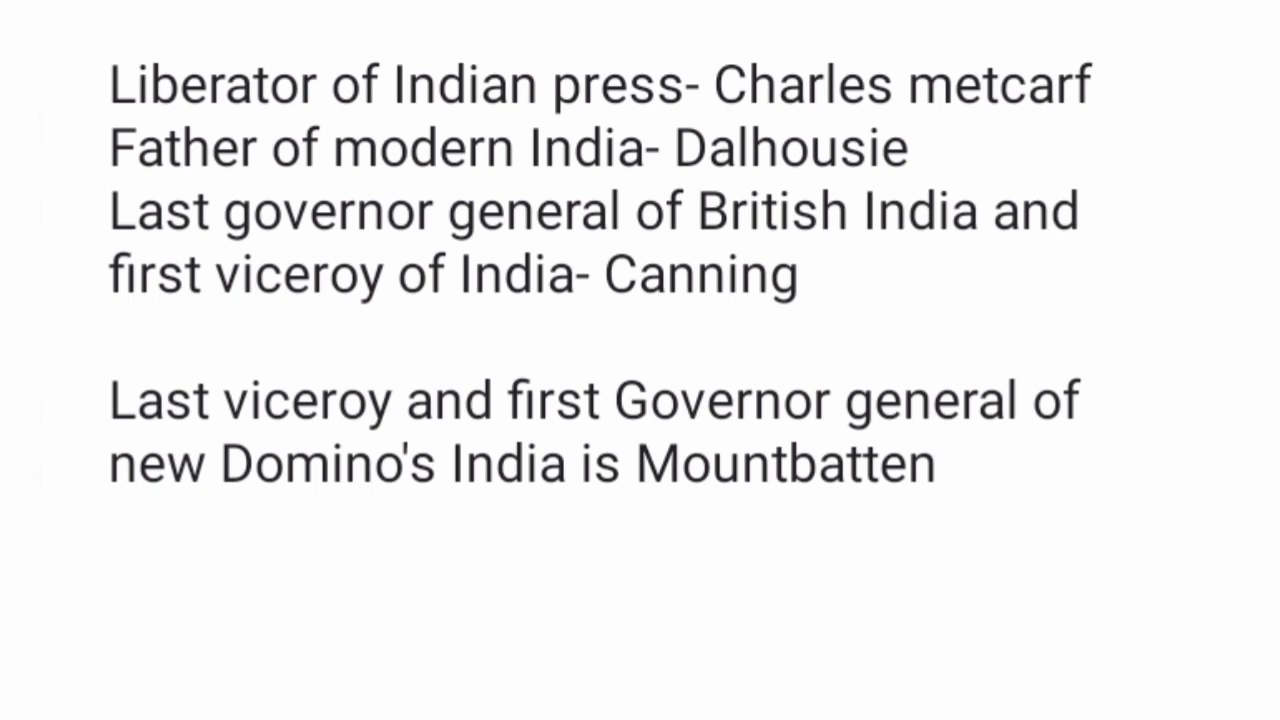 Liberator of Indian press- Charles metcarf
Father of modern India- Dalhousie
Last governor general of British India and
first viceroy of India- Canning
Last viceroy and first Governor general of
new Domino's India is Mountbatten